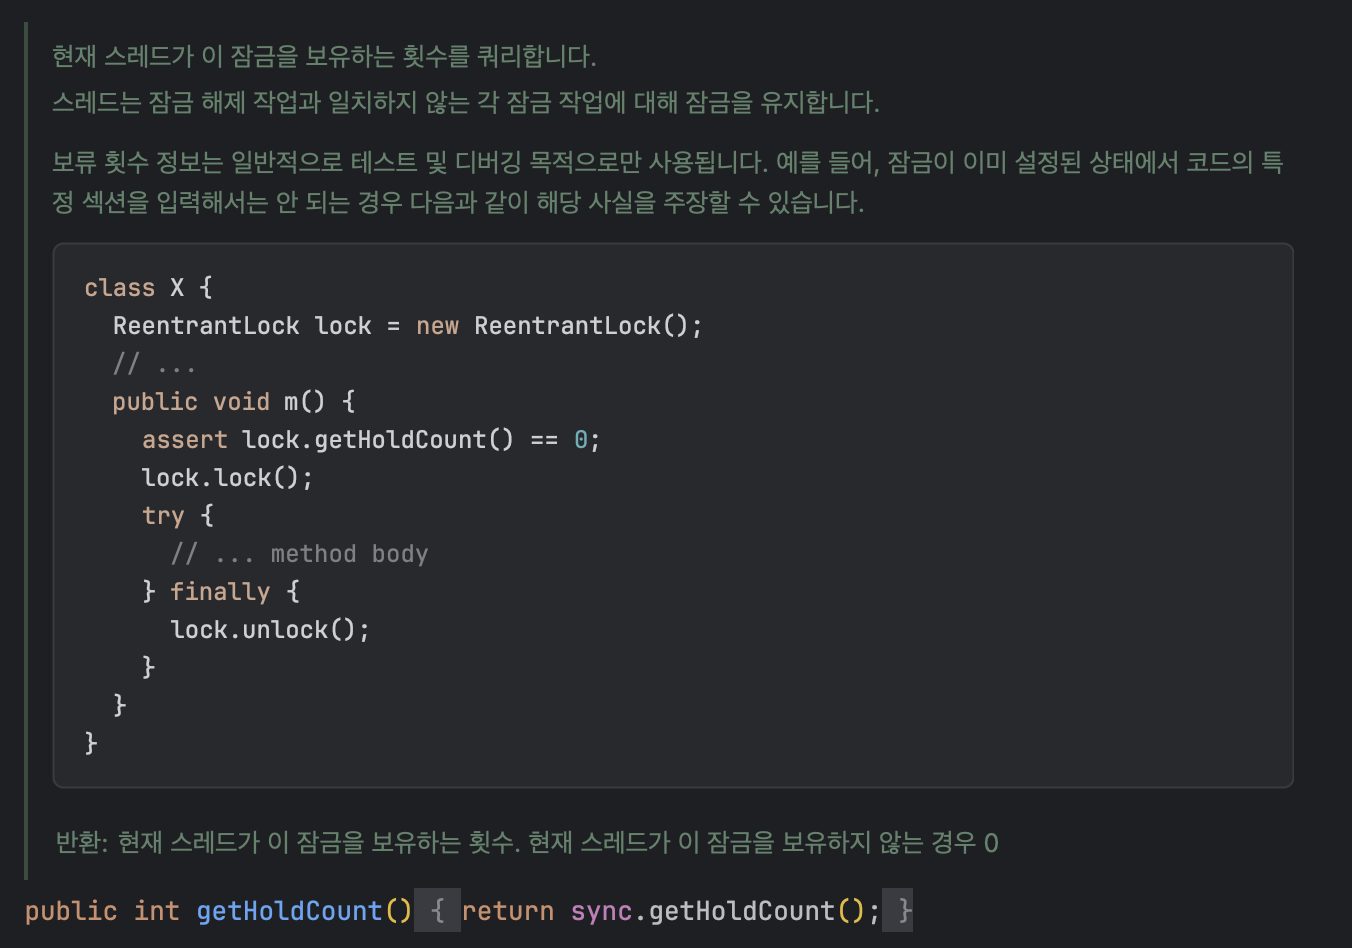 현재 스레드가 이 잠금을 보유하는 횟수를 쿼리합니다.
스레드는 잠금 해제 작업과 일치하지 않는 각 잠금 작업에 대해 잠금을 유지합니다.
보류 횟수 정보는 일반적으로 테스트 및 디버깅 목적으로만 사용됩니다. 예를 들어, 잠금이 이미 설정된 상태에서 코드의 특
정 섹션을 입력해서는 안 되는 경우 다음과 같이 해당 사실을 주장할 수 있습니다.
class X {
  ReentrantLock lock = new ReentrantLock();
  // ...
  public void m() {
    assert lock.getHoldCount() == 0;
    lock.lock();
    try {
      // ... method body
    } finally {
      lock.unlock();
    }
  }
}
반환: 현재 스레드가 이 잠금을 보유하는 횟수. 현재 스레드가 이 잠금을 보유하지 않는 경우 0
public int getHoldCount() { return sync.getHoldCount(); }